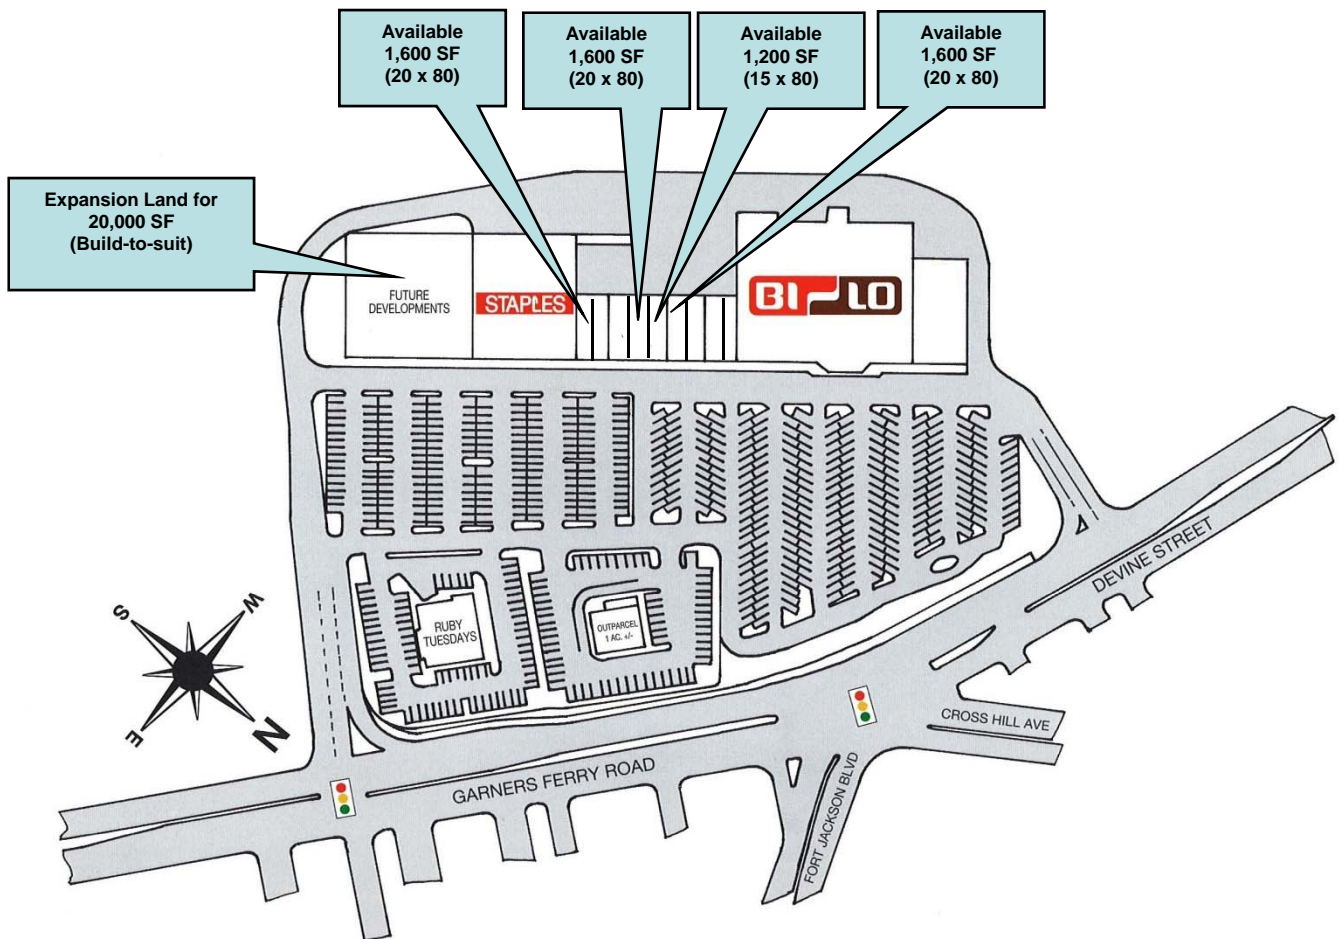 Available
1,600 SF
(20 x 80)
Available
1,600 SF
(20 x 80)
Available
1,200 SF
(15 x 80)
Available
1,600 SF
(20 x 80)
Expansion Land for
20,000 SF
(Build-to-suit)
FUTURE
DEVELOPMENTS
STAPLES
BI-LO
RUBY
TUESDAYS
OUTPARCEL
1 AC. +/-
S
W
E
N
DEVINE STREET
CROSS HILL AVE
GARNERS FERRY ROAD
FORT JACKSON BLVD